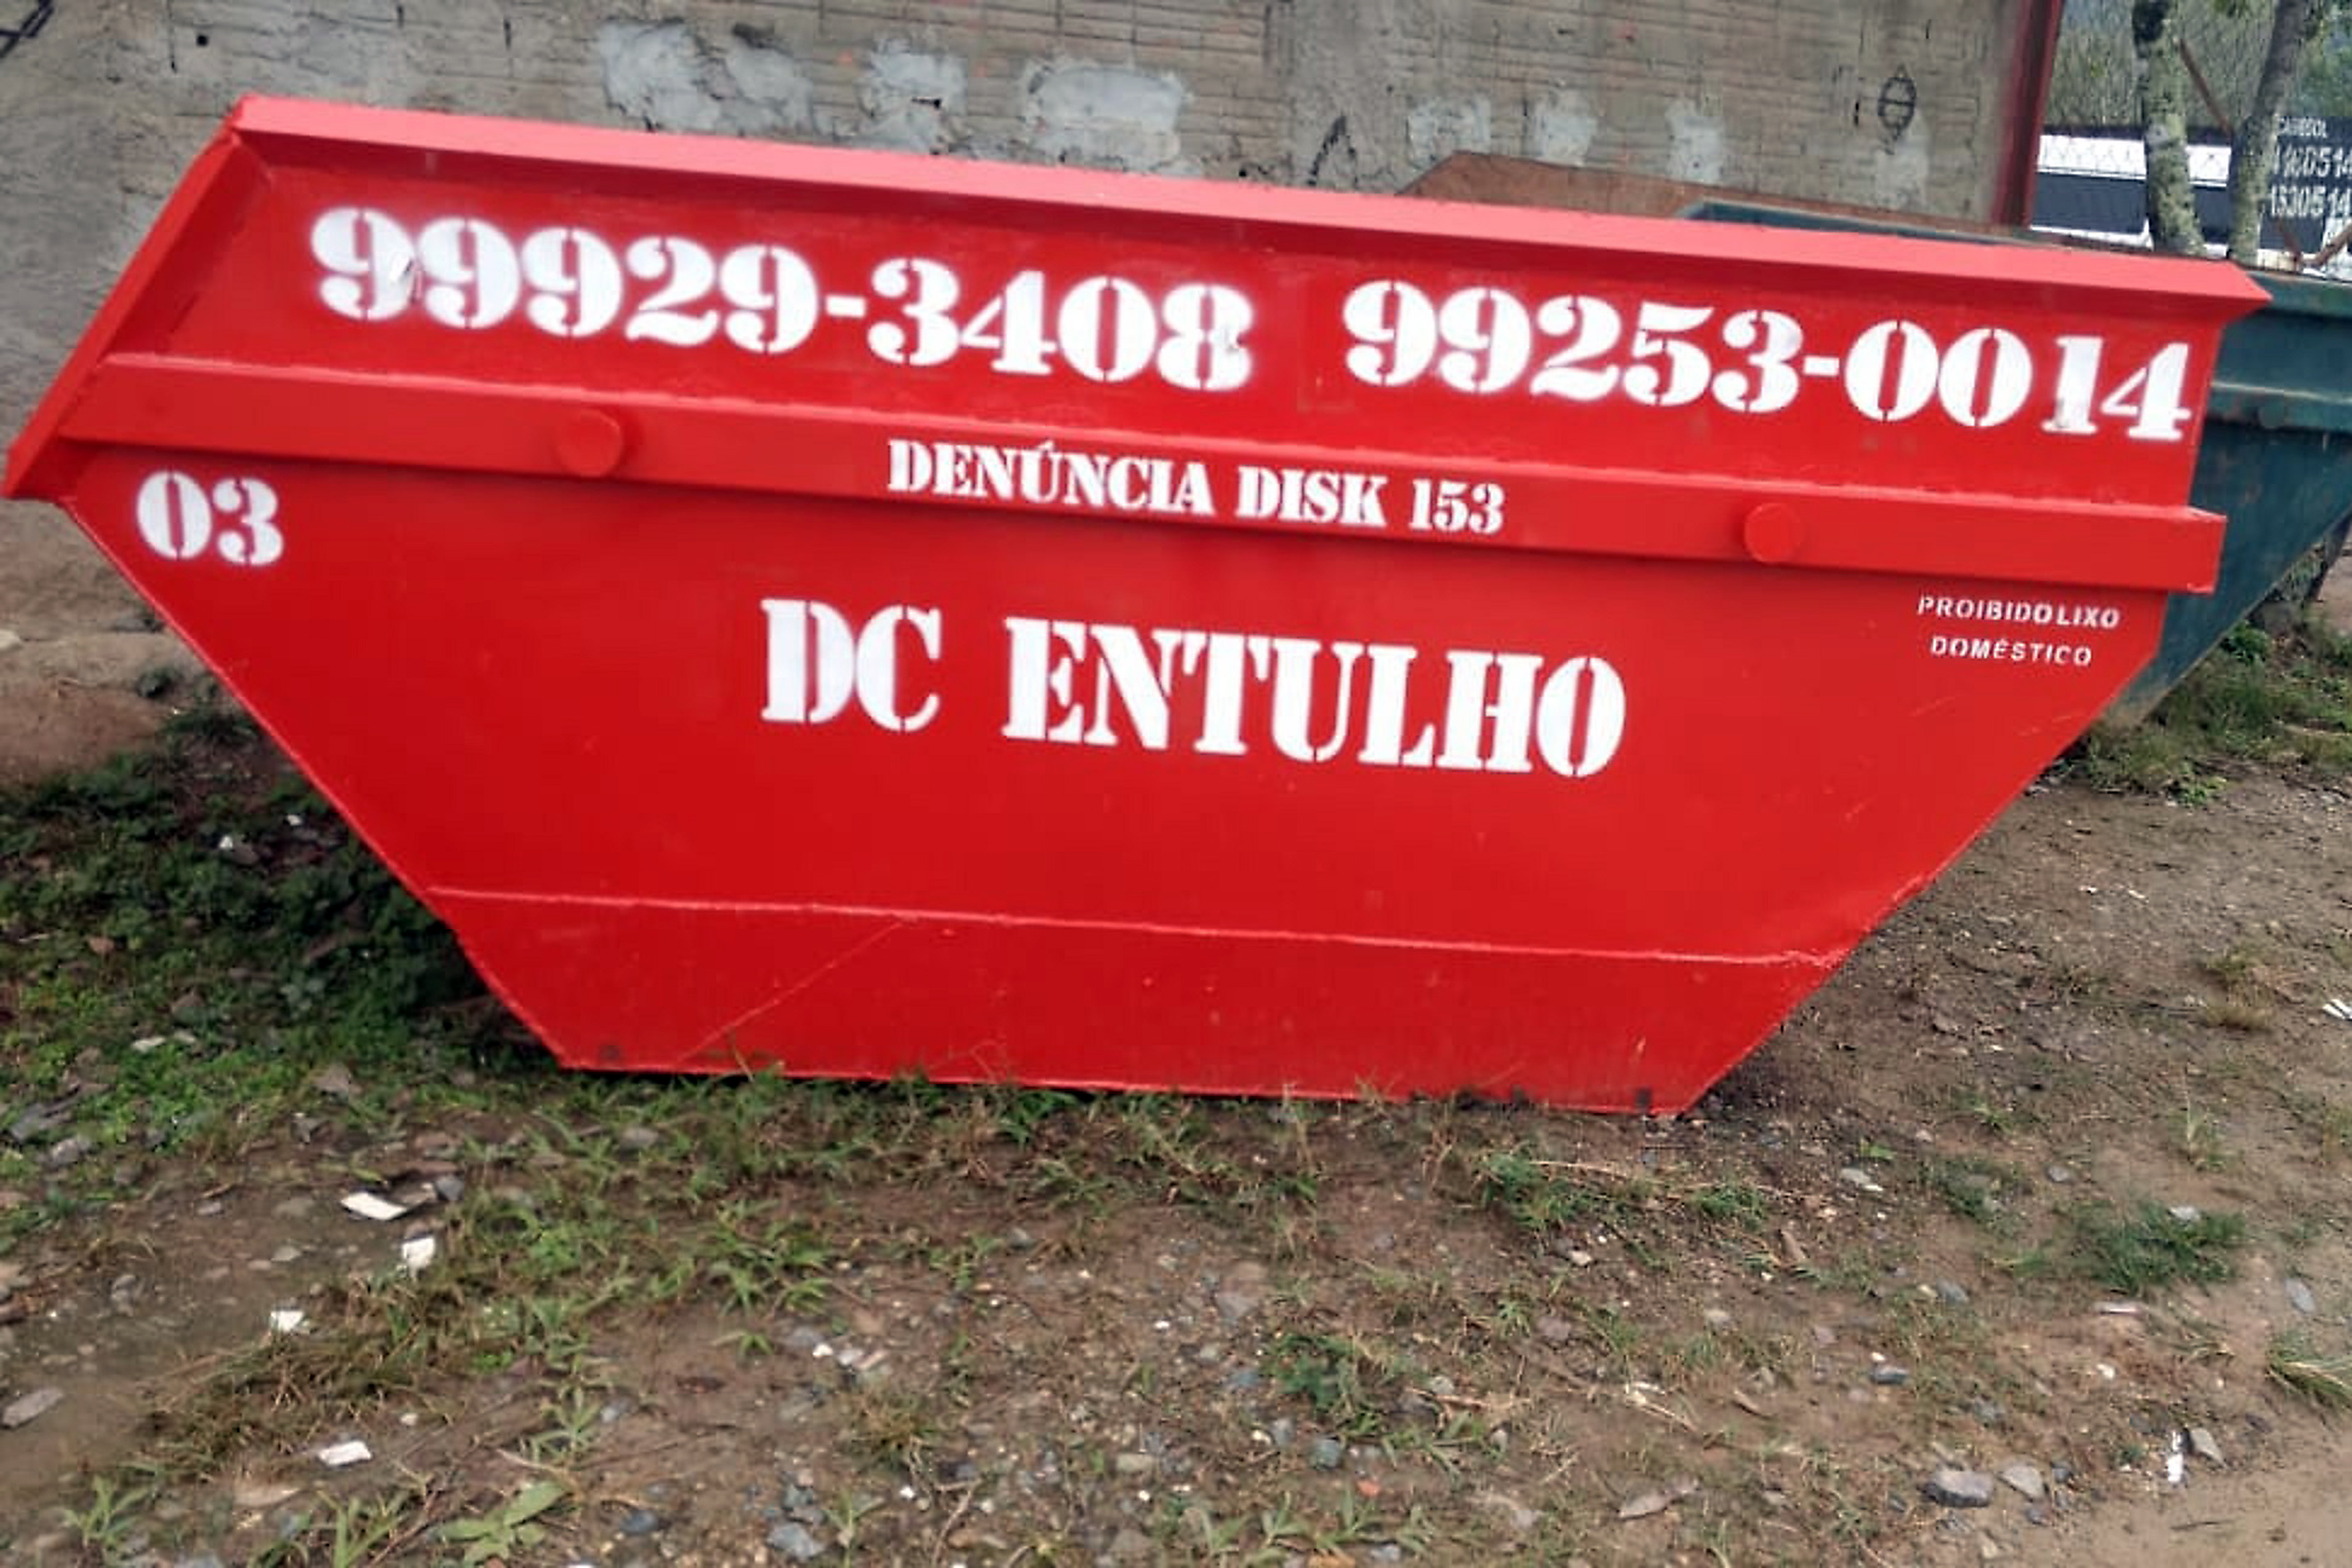 99929-3408 99253-0014
DENÚNCIA DISK 153
03
DC ENTULHO
PROIBIDO LIXO
DOMÉSTICO